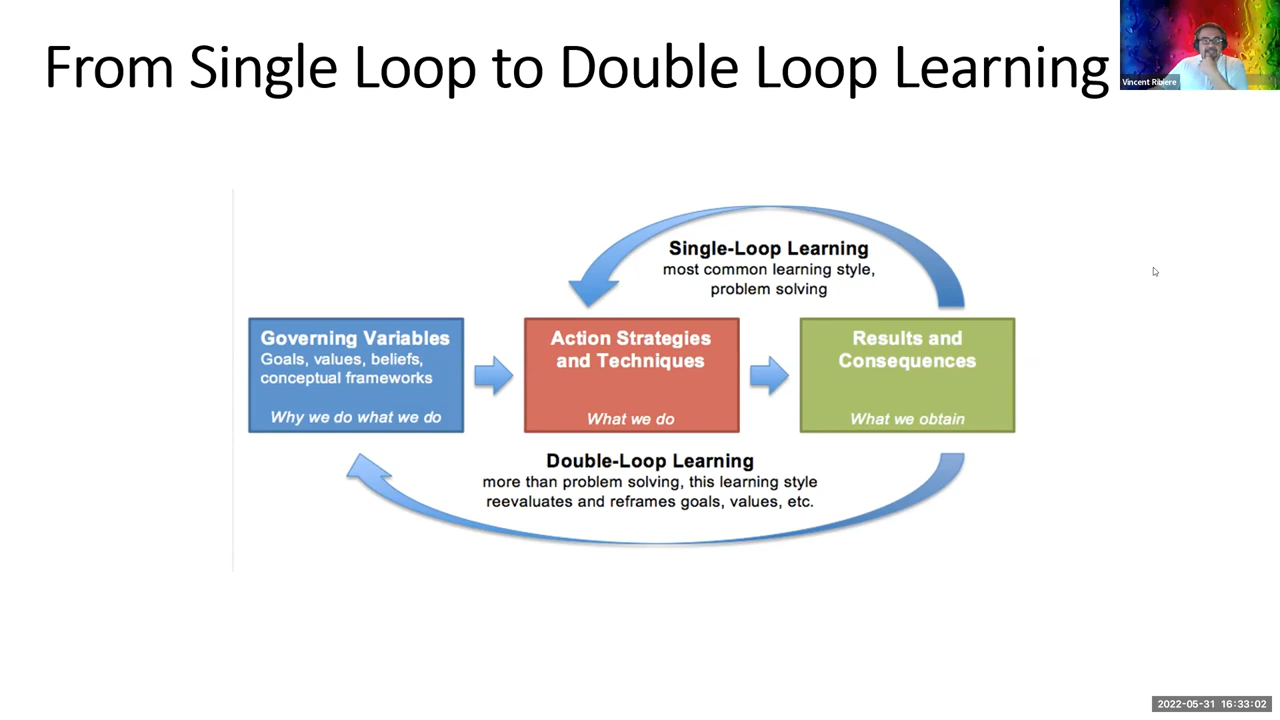 From Single Loop to Double Loop Learning
Vincent Ribiere
Single-Loop Learning
most common learning style,
problem solving
Governing Variables
Goals, values, beliefs,
conceptual frameworks
Why we do what we do
Action Strategies
and Techniques
What we do
Results and
Consequences
What we obtain
Double-Loop Learning
more than problem solving, this learning style
reevaluates and reframes goals, values, etc.
2022-05-31 16:33:02